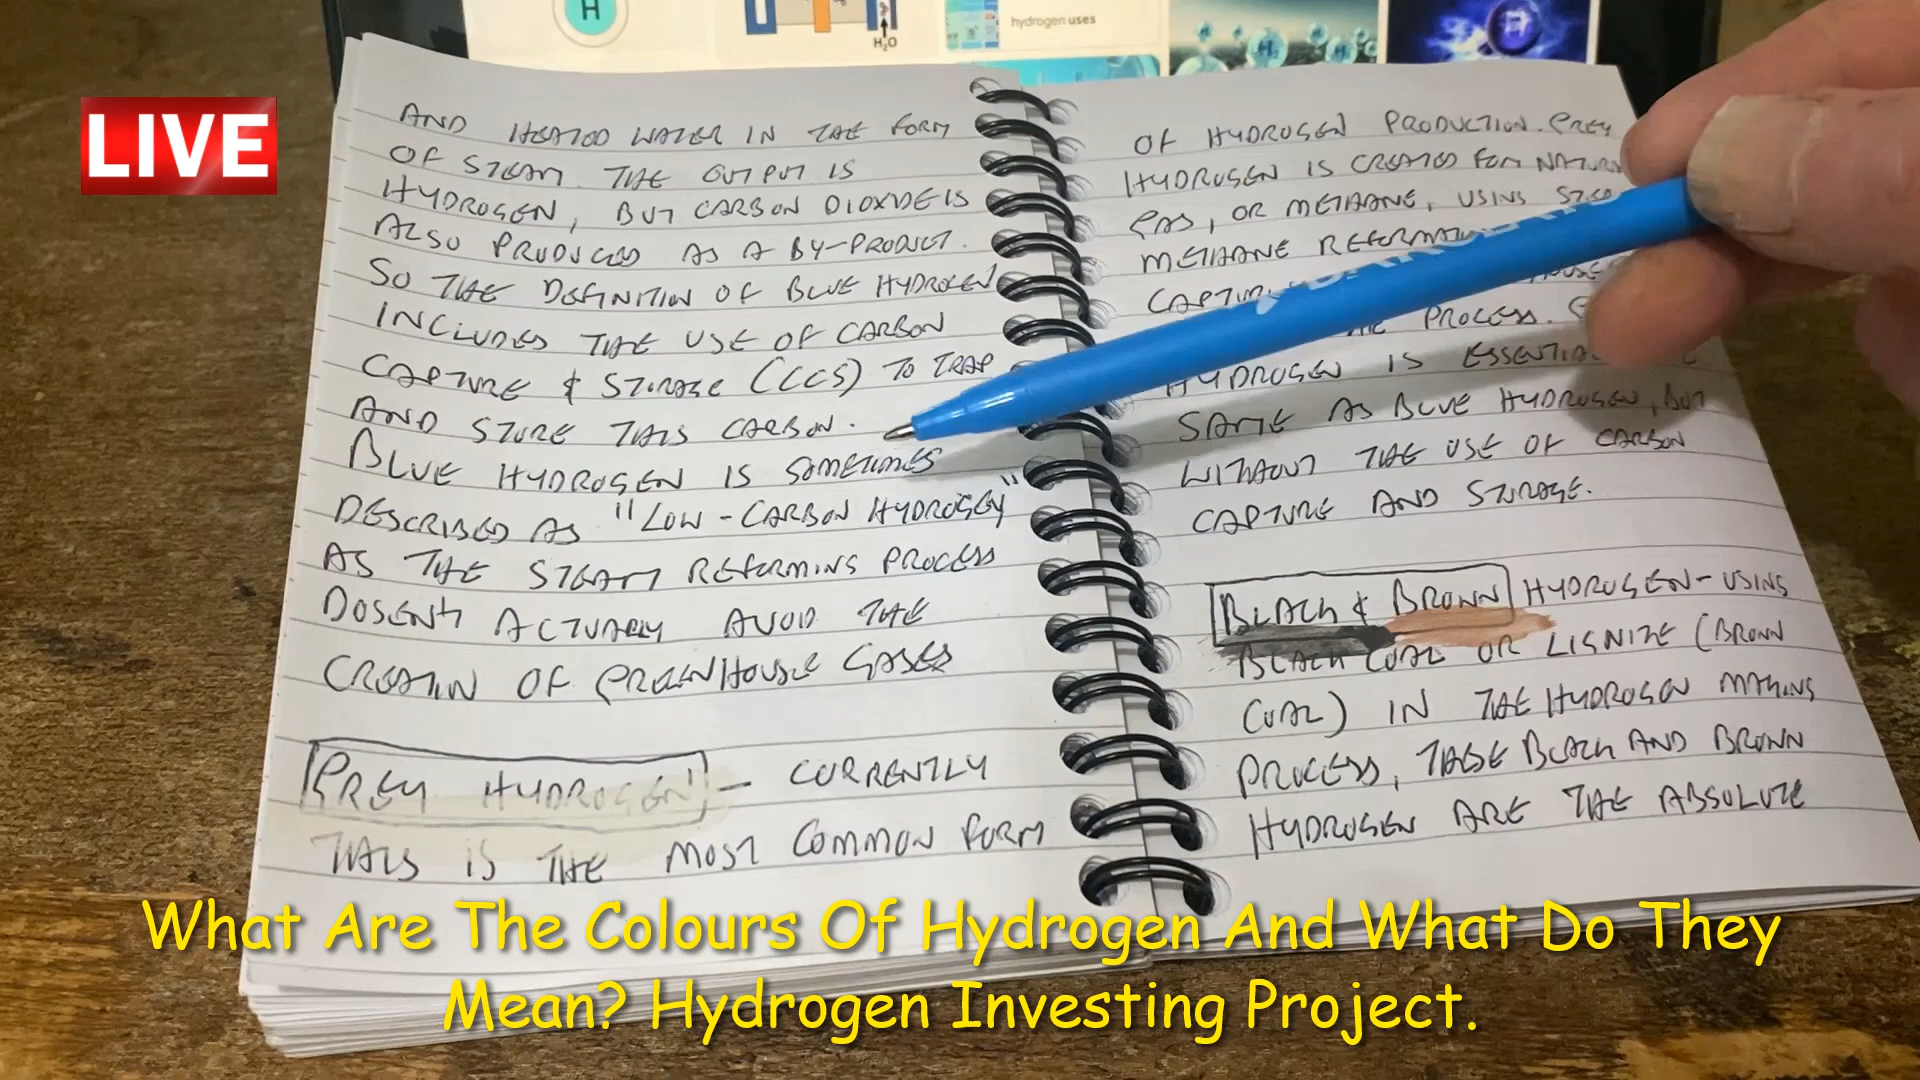 H
H₂O
hydrogen uses
LIVE
AND HEATED WATER IN THE FORM
OF STEAM. THE OUTPUT IS
HYDROGEN, BUT CARBON DIOXIDE IS
ALSO PRODUCED AS A BY-PRODUCT.
SO THE DEFINITION OF BLUE HYDROGEN
INCLUDES THE USE OF CARBON
CAPTURE & STORAGE (CCS) TO TRAP
AND STORE THIS CARBON.
BLUE HYDROGEN IS SOMETIMES
DESCRIBED AS "LOW-CARBON HYDROGEN"
AS THE STEAM REFORMING PROCESS
DOSENT ACTUALLY AVOID THE
CREATIN OF GREENHOUSE GASES
GREY HYDROGEN - CURRENTLY
THIS IS THE MOST COMMON FORM
OF HYDROGEN PRODUCTION. GREY
HYDROGEN IS CREATED FOM
GAS, OR METHANE, USING
METHANE
PROCESS.
HYDROGEN IS
SAME AS BLUE HYDROGEN, BUT
WITHOUT THE USE OF CARBON
CAPTURE AND STORAGE.
BLACK & BROWN HYDROGEN - USING
BLACK COAL OR LIGNITE (BROWN
COAL) IN THE HYDROGEN MAKING
PROCESS, THESE BLACK AND BROWN
HYDROGEN ARE THE ABSOLUTE
What Are The Colours Of Hydrogen And What Do They
Mean? Hydrogen Investing Project.